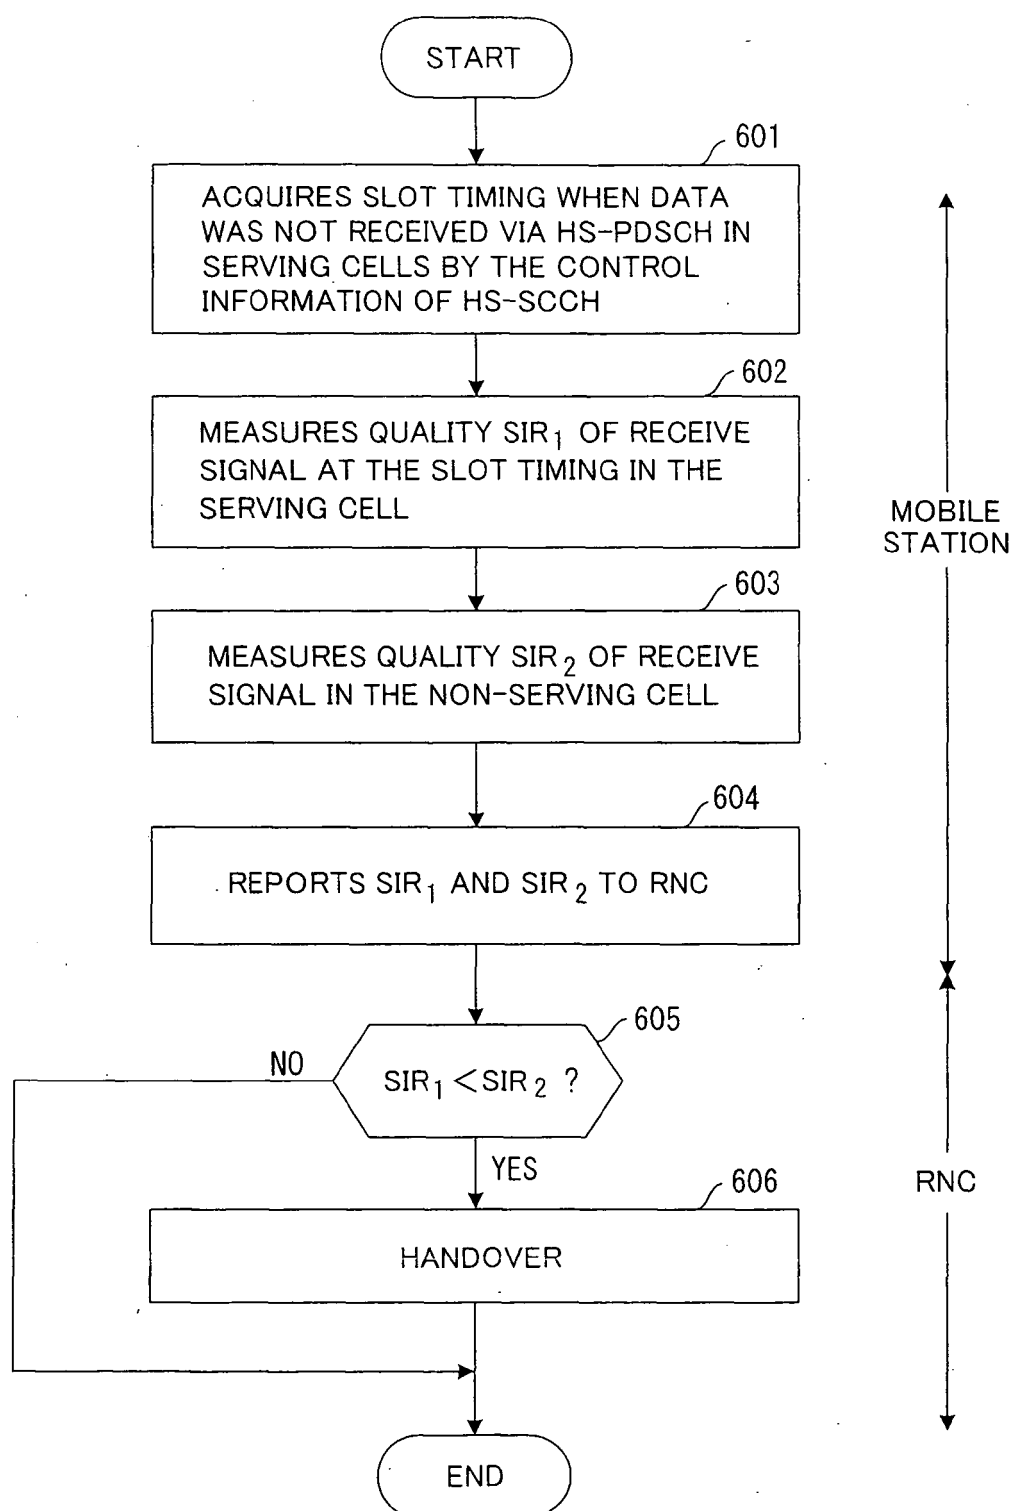 START
601
ACQUIRES SLOT TIMING WHEN DATA
WAS NOT RECEIVED VIA HS-PDSCH IN
SERVING CELLS BY THE CONTROL
INFORMATION OF HS-SCCH
602
MEASURES QUALITY SIR1 OF RECEIVE
SIGNAL AT THE SLOT TIMING IN THE
SERVING CELL
MOBILE
STATION
603
MEASURES QUALITY SIR2 OF RECEIVE
SIGNAL IN THE NON-SERVING CELL
604
REPORTS SIR1 AND SIR2 TO RNC
605
NO
SIR1<SIR2 ?
YES
RNC
606
HANDOVER
END